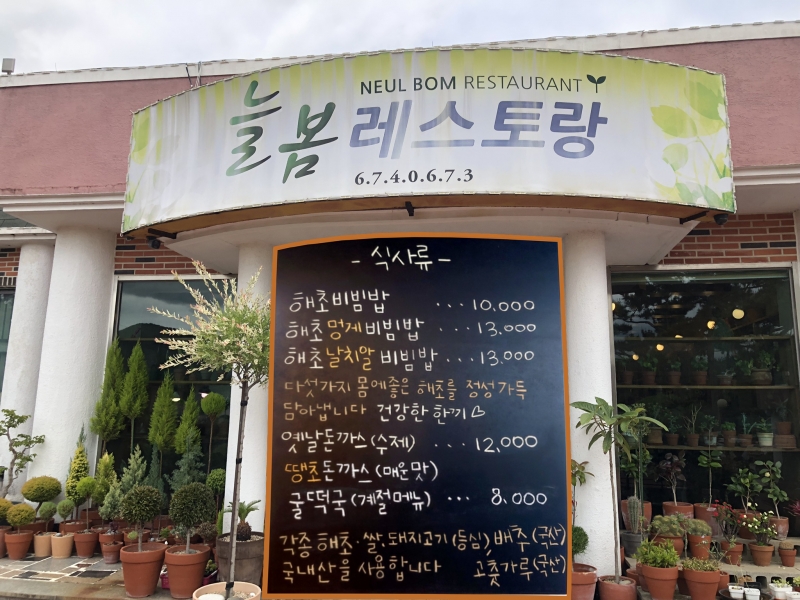 NEUL BOM RESTAURANT
늘봄 레스토랑
6.7.4.0.6.7.3
- 식사류 -
해초비빔밥 ... 10,000
해초멍게비빔밥 ... 13,000
해초날치알 비빔밥 ... 13,000
다섯가지 몸에좋은 해초를 정성가득
담아냅니다 건강한 한끼♡
옛날돈까스(수제) ... 12,000
땡초돈까스(매운맛)
굴떡국(계절메뉴) ... 8,000
각종해초·쌀,돼지고기(등심),배추(국산)
국내산을 사용합니다 고춧가루(국산)